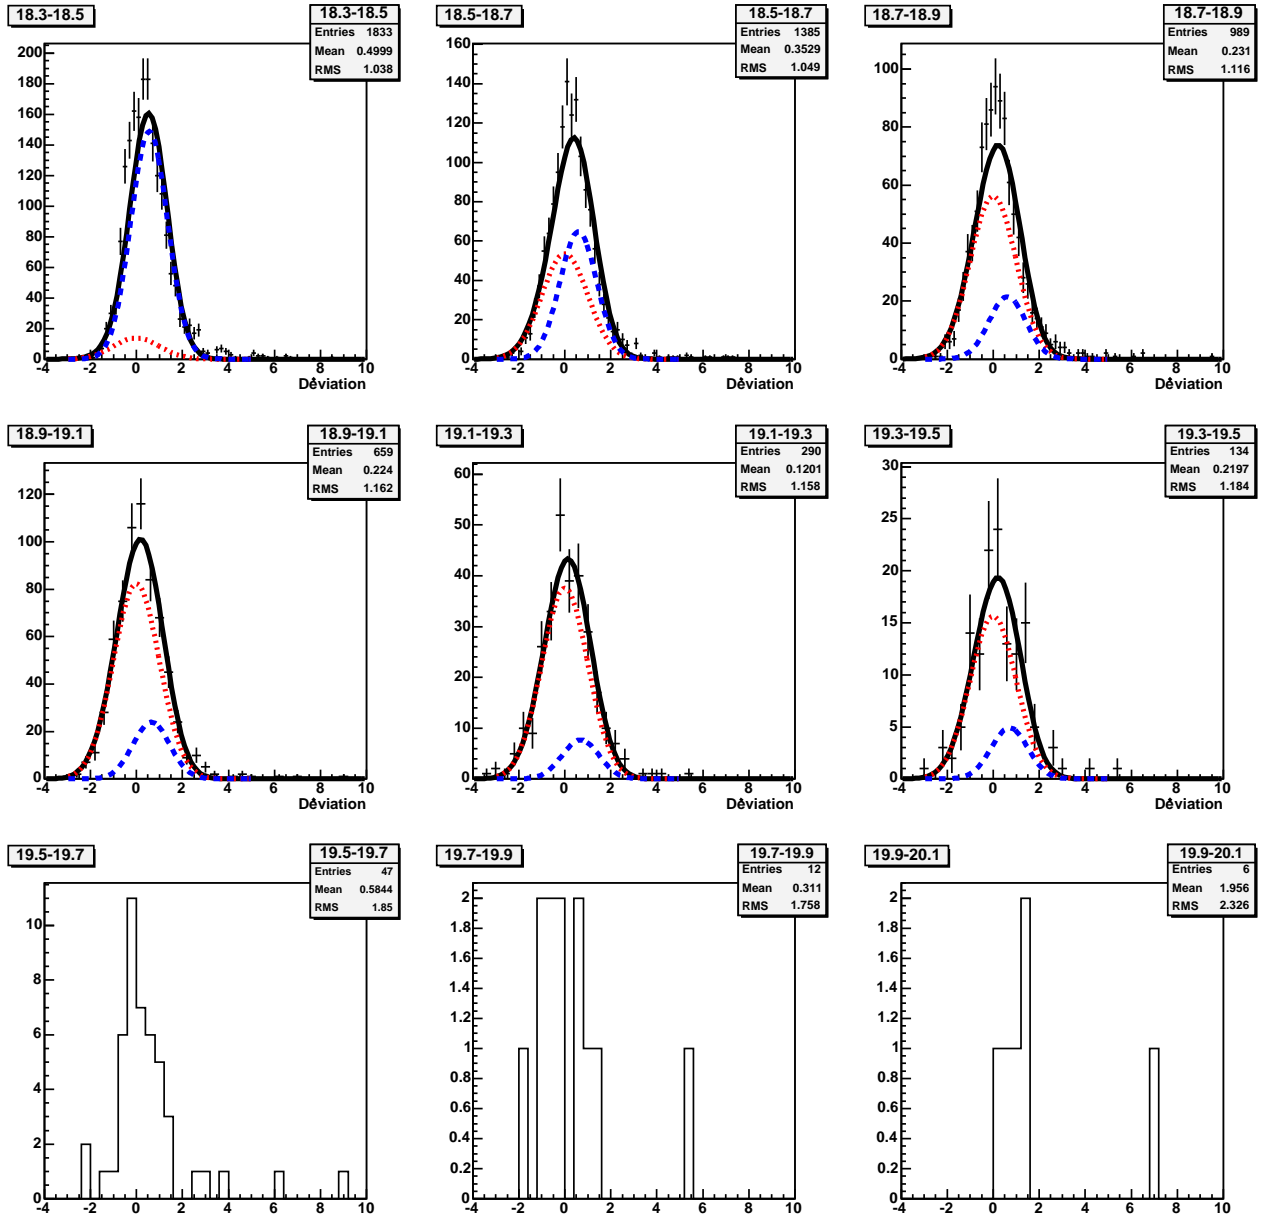 18.3-18.5
18.3-18.5
Entries 1833
Mean 0.4999
RMS 1.038
200
180
160
140
120
100
80
60
40
20
0
-4 -2 0 2 4 6 8 10
Deviation
18.5-18.7
18.5-18.7
Entries 1385
Mean 0.3529
RMS 1.049
160
140
120
100
80
60
40
20
0
-4 -2 0 2 4 6 8 10
Deviation
18.7-18.9
18.7-18.9
Entries 989
Mean 0.231
RMS 1.116
100
80
60
40
20
0
-4 -2 0 2 4 6 8 10
Deviation
18.9-19.1
18.9-19.1
Entries 659
Mean 0.224
RMS 1.162
120
100
80
60
40
20
0
-4 -2 0 2 4 6 8 10
Deviation
19.1-19.3
19.1-19.3
Entries 290
Mean 0.1201
RMS 1.158
60
50
40
30
20
10
0
-4 -2 0 2 4 6 8 10
Deviation
19.3-19.5
19.3-19.5
Entries 134
Mean 0.2197
RMS 1.184
30
25
20
15
10
5
0
-4 -2 0 2 4 6 8 10
Deviation
19.5-19.7
19.5-19.7
Entries 47
Mean 0.5844
RMS 1.85
10
8
6
4
2
0
-4 -2 0 2 4 6 8 10
19.7-19.9
19.7-19.9
Entries 12
Mean 0.311
RMS 1.758
2
1.8
1.6
1.4
1.2
1
0.8
0.6
0.4
0.2
0
-4 -2 0 2 4 6 8 10
19.9-20.1
19.9-20.1
Entries 6
Mean 1.956
RMS 2.326
2
1.8
1.6
1.4
1.2
1
0.8
0.6
0.4
0.2
0
-4 -2 0 2 4 6 8 10